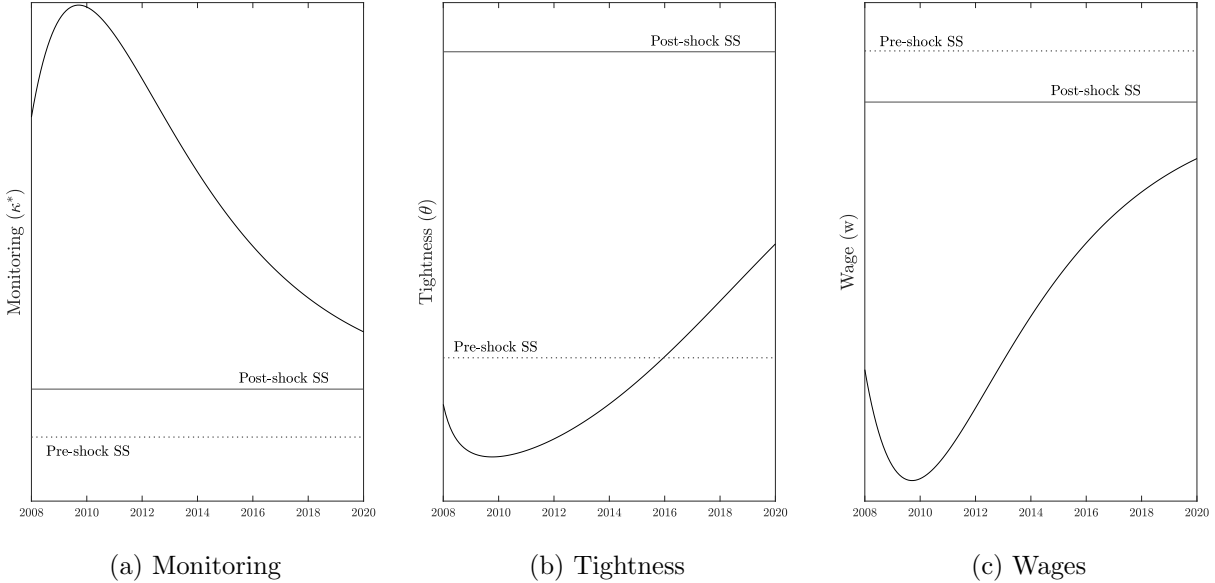 Monitoring (κ*)
Post-shock SS
Pre-shock SS
2008 2010 2012 2014 2016 2018 2020
(a) Monitoring
Tightness (θ)
Post-shock SS
Pre-shock SS
2008 2010 2012 2014 2016 2018 2020
(b) Tightness
Wage (w)
Pre-shock SS
Post-shock SS
2008 2010 2012 2014 2016 2018 2020
(c) Wages